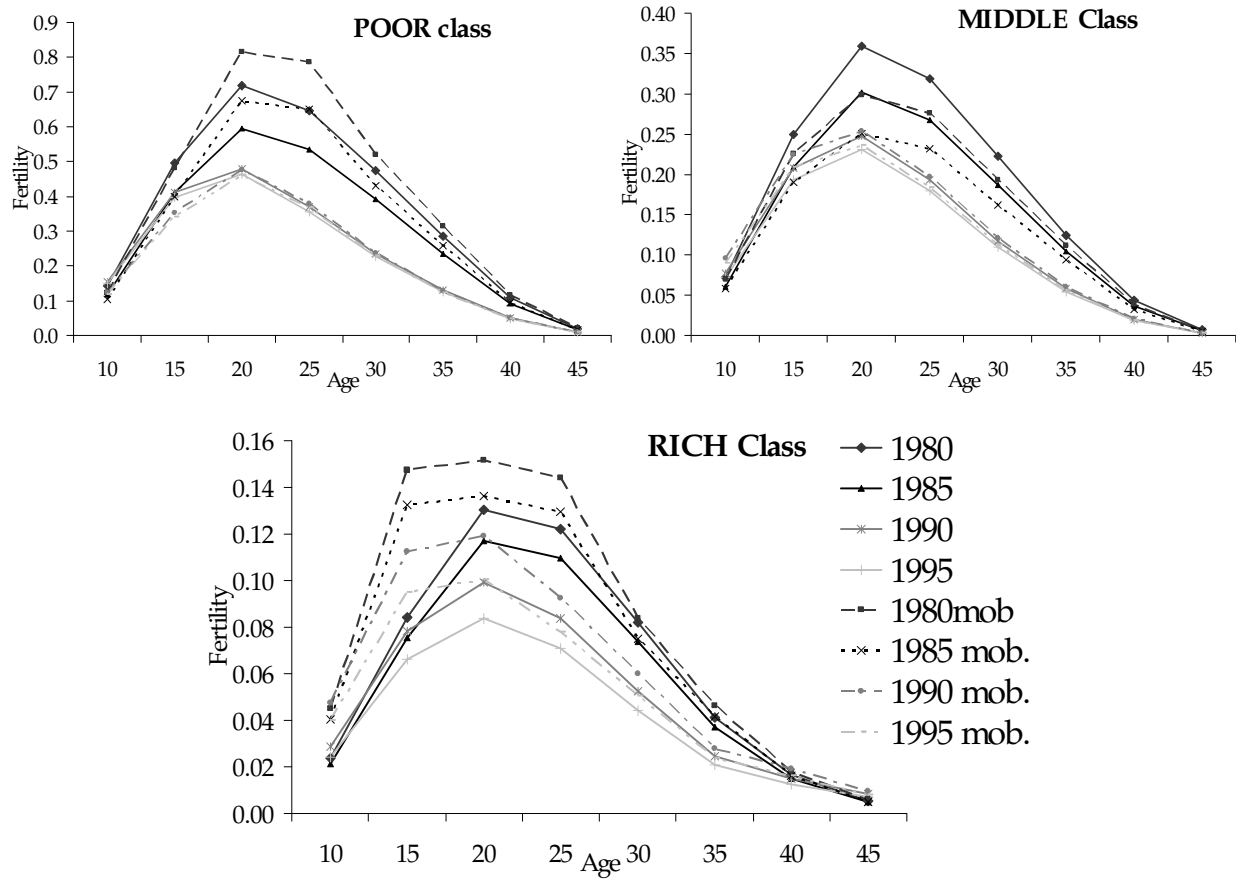 POOR class
0.9
0.8
0.7
0.6
0.5
0.4
0.3
0.2
0.1
0.0
Fertility
10 15 20 25 30 35 40 45
Age
MIDDLE Class
0.40
0.35
0.30
0.25
0.20
0.15
0.10
0.05
0.00
Fertility
10 15 20 25 30 35 40 45
Age
RICH Class
0.16
0.14
0.12
0.10
0.08
0.06
0.04
0.02
0.00
Fertility
10 15 20 25 30 35 40 45
Age
1980
1985
1990
1995
1980mob
1985 mob.
1990 mob.
1995 mob.